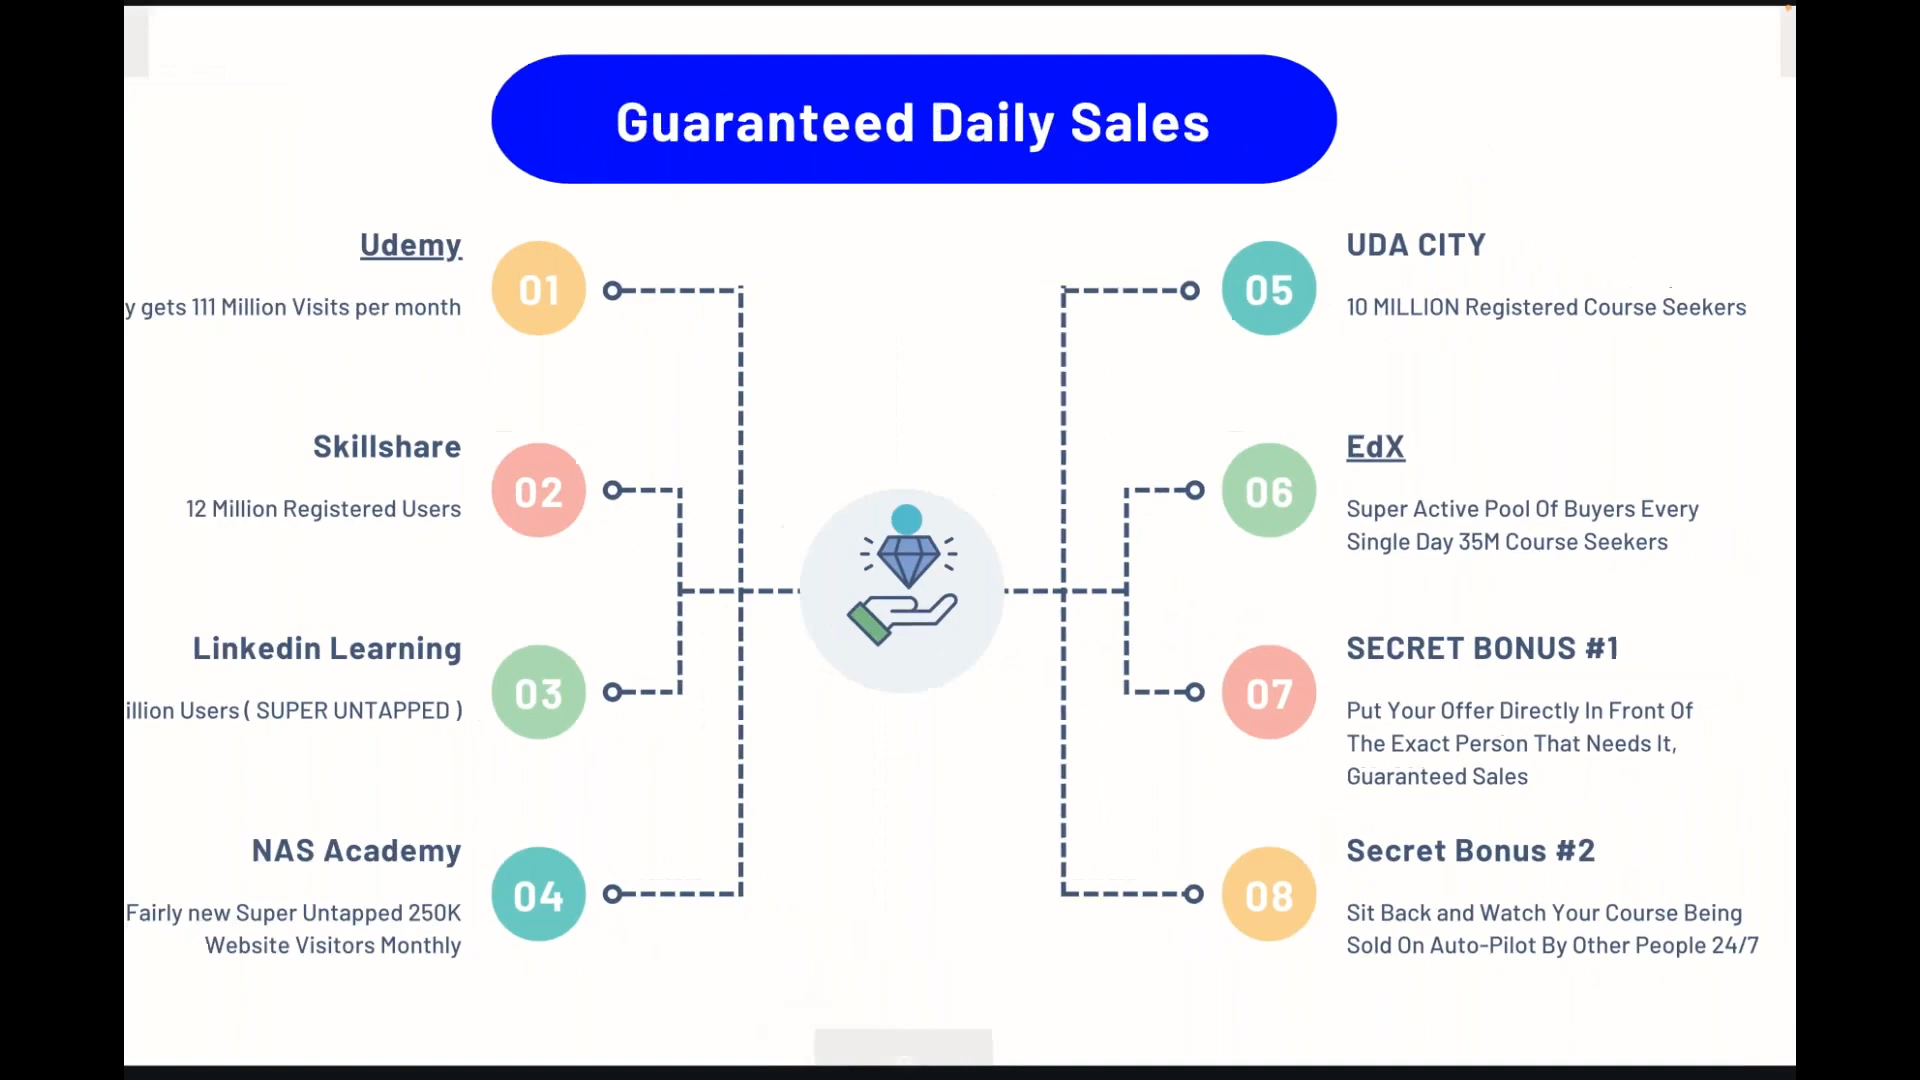 Guaranteed Daily Sales
Udemy
01
y gets 111 Million Visits per month
Skillshare
02
12 Million Registered Users
Linkedin Learning
03
illion Users ( SUPER UNTAPPED )
NAS Academy
04
Fairly new Super Untapped 250K
Website Visitors Monthly
UDA CITY
05
10 MILLION Registered Course Seekers
EdX
06
Super Active Pool Of Buyers Every
Single Day 35M Course Seekers
SECRET BONUS #1
07
Put Your Offer Directly In Front Of
The Exact Person That Needs It,
Guaranteed Sales
Secret Bonus #2
08
Sit Back and Watch Your Course Being
Sold On Auto-Pilot By Other People 24/7